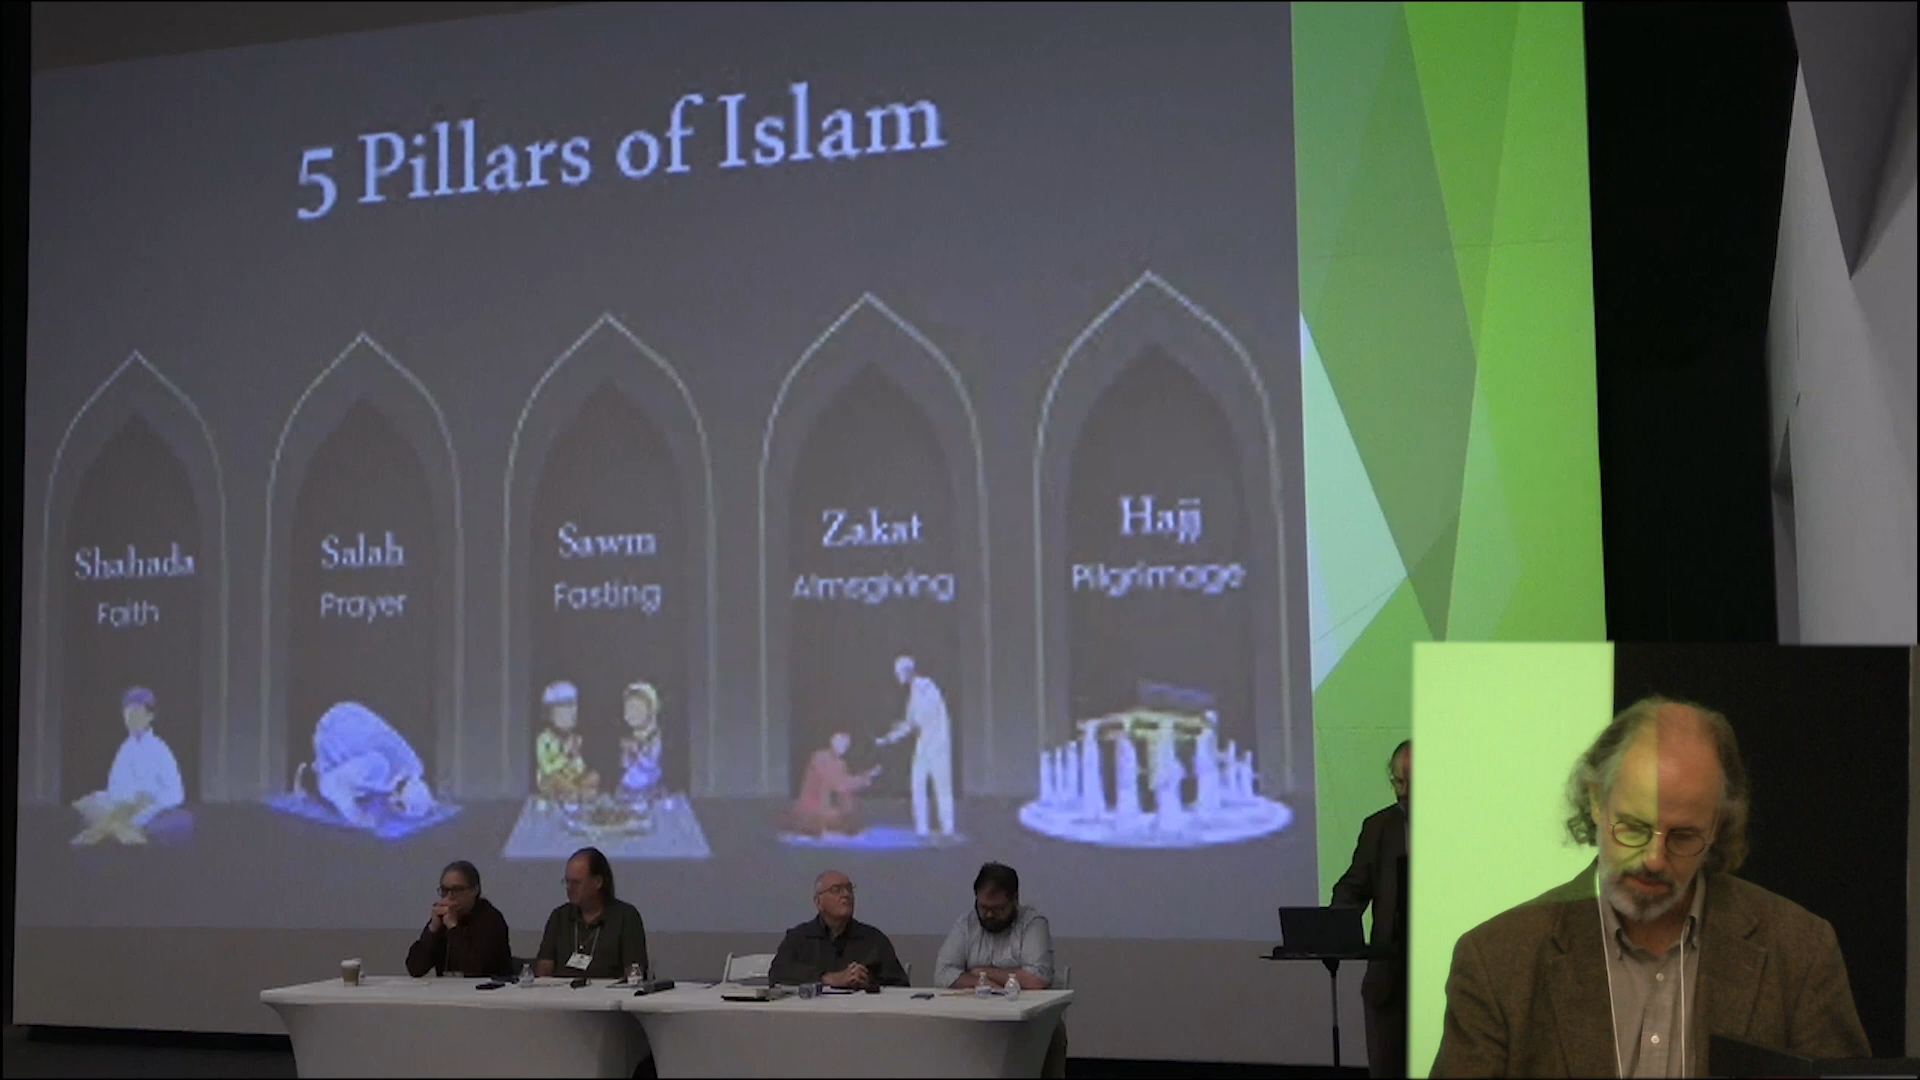 5 Pillars of Islam
Shahada
Faith
Salah
Prayer
Sawm
Fasting
Zakat
Almsgiving
Hajj
Pilgrimage